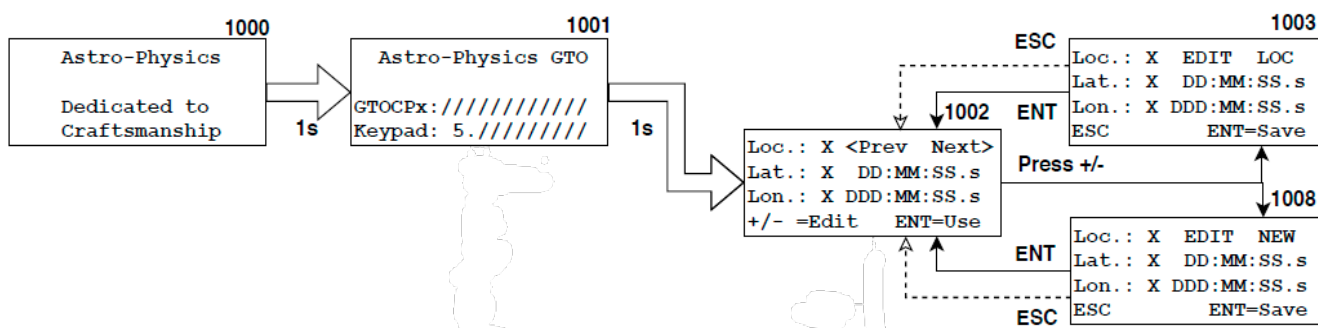 1000
Astro-Physics
Dedicated to
Craftsmanship
1s
1001
Astro-Physics GTO
GTOCPx:////////////
Keypad: 5./////////
1s
1002
Loc.: X <Prev Next>
Lat.: X DD:MM:SS.s
Lon.: X DDD:MM:SS.s
+/- =Edit ENT=Use
ESC
ENT
Press +/-
ENT
ESC
1003
Loc.: X EDIT LOC
Lat.: X DD:MM:SS.s
Lon.: X DDD:MM:SS.s
ESC ENT=Save
1008
Loc.: X EDIT NEW
Lat.: X DD:MM:SS.s
Lon.: X DDD:MM:SS.s
ESC ENT=Save